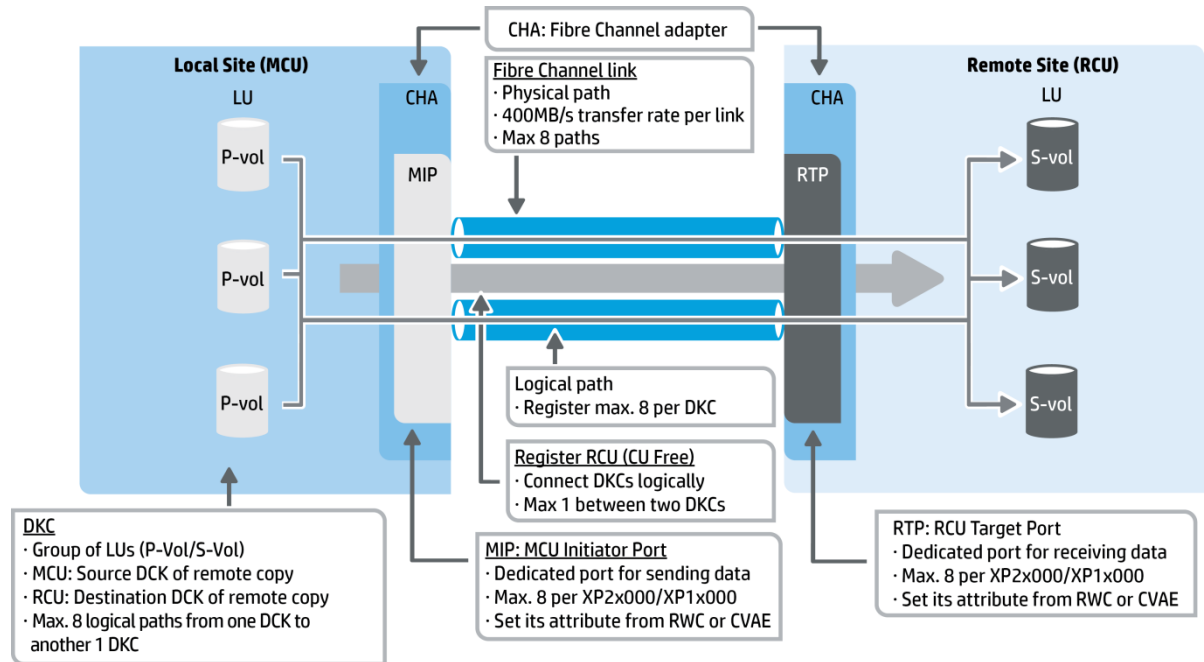 CHA: Fibre Channel adapter
Local Site (MCU)
Remote Site (RCU)
LU
CHA
Fibre Channel link
· Physical path
· 400MB/s transfer rate per link
· Max 8 paths
CHA
LU
P-vol
MIP
RTP
S-vol
P-vol
S-vol
P-vol
S-vol
Logical path
· Register max. 8 per DKC
Register RCU (CU Free)
· Connect DKCs logically
· Max 1 between two DKCs
DKC
· Group of LUs (P-Vol/S-Vol)
· MCU: Source DCK of remote copy
· RCU: Destination DCK of remote copy
· Max. 8 logical paths from one DCK to
another 1 DKC
MIP: MCU Initiator Port
· Dedicated port for sending data
· Max. 8 per XP2x000/XP1x000
· Set its attribute from RWC or CVAE
RTP: RCU Target Port
· Dedicated port for receiving data
· Max. 8 per XP2x000/XP1x000
· Set its attribute from RWC or CVAE